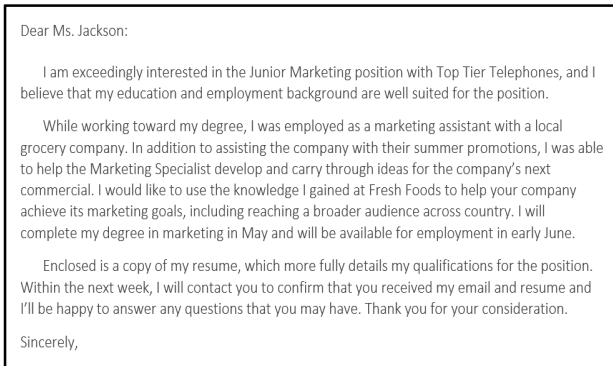 Dear Ms. Jackson:
I am exceedingly interested in the Junior Marketing position with Top Tier Telephones, and I
believe that my education and employment background are well suited for the position.
While working toward my degree, I was employed as a marketing assistant with a local
grocery company. In addition to assisting the company with their summer promotions, I was able
to help the Marketing Specialist develop and carry through ideas for the company's next
commercial. I would like to use the knowledge I gained at Fresh Foods to help your company
achieve its marketing goals, including reaching a broader audience across country. I will
complete my degree in marketing in May and will be available for employment in early June.
Enclosed is a copy of my resume, which more fully details my qualifications for the position.
Within the next week, I will contact you to confirm that you received my email and resume and
I'll be happy to answer any questions that you may have. Thank you for your consideration.
Sincerely,